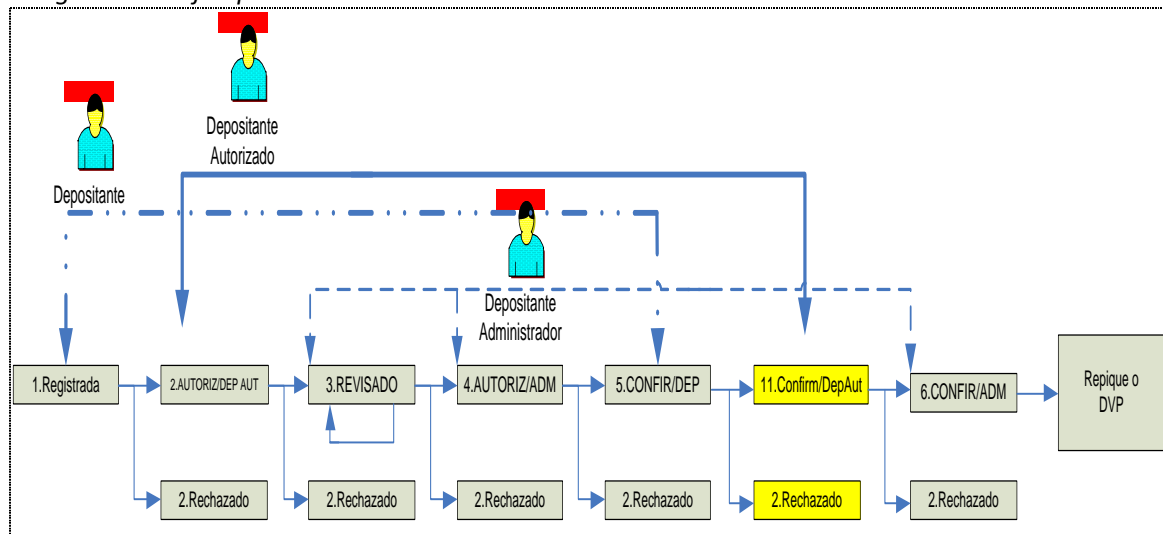 Depositante
Autorizado
Depositante
Depositante
Administrador
1.Registrada
2.AUTORIZ/DEP AUT
3.REVISADO
4.AUTORIZ/ADM
5.CONFIR/DEP
11.Confirm/DepAut
6.CONFIR/ADM
Repique o
DVP
2.Rechazado
2.Rechazado
2.Rechazado
2.Rechazado
2.Rechazado
2.Rechazado